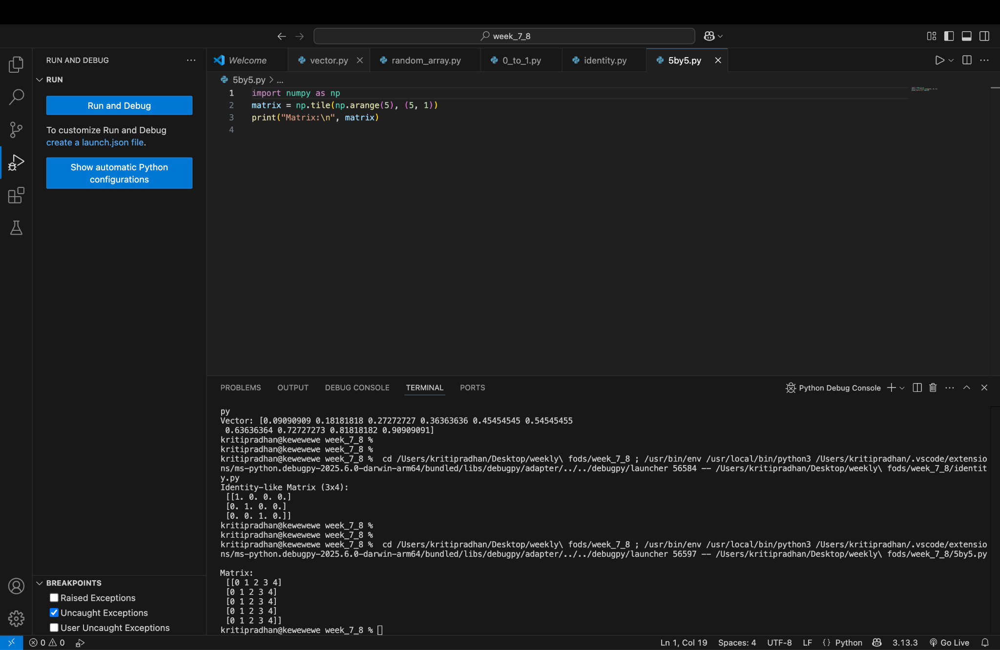 week_7_8
RUN AND DEBUG
RUN
Run and Debug
To customize Run and Debug
create a launch.json file.
Show automatic Python
configurations
BREAKPOINTS
Raised Exceptions
Uncaught Exceptions
User Uncaught Exceptions
Welcome
vector.py
random_array.py
0_to_1.py
identity.py
5by5.py
5by5.py > ...
1 import numpy as np
2 matrix = np.tile(np.arange(5), (5, 1))
3 print("Matrix:\n", matrix)
4
PROBLEMS OUTPUT DEBUG CONSOLE TERMINAL PORTS
Python Debug Console
py
Vector: [0.09090909 0.18181818 0.27272727 0.36363636 0.45454545 0.54545455
 0.63636364 0.72727273 0.81818182 0.90909091]
kritipradhan@kewewewe week_7_8 %
kritipradhan@kewewewe week_7_8 %
kritipradhan@kewewewe week_7_8 %  cd /Users/kritipradhan/Desktop/weekly\ fods/week_7_8 ; /usr/bin/env /usr/local/bin/python3 /Users/kritipradhan/.vscode/extensio
ns/ms-python.debugpy-2025.6.0-darwin-arm64/bundled/libs/debugpy/adapter/../../debugpy/launcher 56584 -- /Users/kritipradhan/Desktop/weekly\ fods/week_7_8/identit
y.py
Identity-like Matrix (3x4):
 [[1. 0. 0. 0.]
 [0. 1. 0. 0.]
 [0. 0. 1. 0.]]
kritipradhan@kewewewe week_7_8 %
kritipradhan@kewewewe week_7_8 %
kritipradhan@kewewewe week_7_8 %  cd /Users/kritipradhan/Desktop/weekly\ fods/week_7_8 ; /usr/bin/env /usr/local/bin/python3 /Users/kritipradhan/.vscode/extensio
ns/ms-python.debugpy-2025.6.0-darwin-arm64/bundled/libs/debugpy/adapter/../../debugpy/launcher 56597 -- /Users/kritipradhan/Desktop/weekly\ fods/week_7_8/5by5.py
Matrix:
 [[0 1 2 3 4]
 [0 1 2 3 4]
 [0 1 2 3 4]
 [0 1 2 3 4]
 [0 1 2 3 4]]
kritipradhan@kewewewe week_7_8 %
0 0
Ln 1, Col 19 Spaces: 4 UTF-8 LF {} Python 3.13.3 Go Live